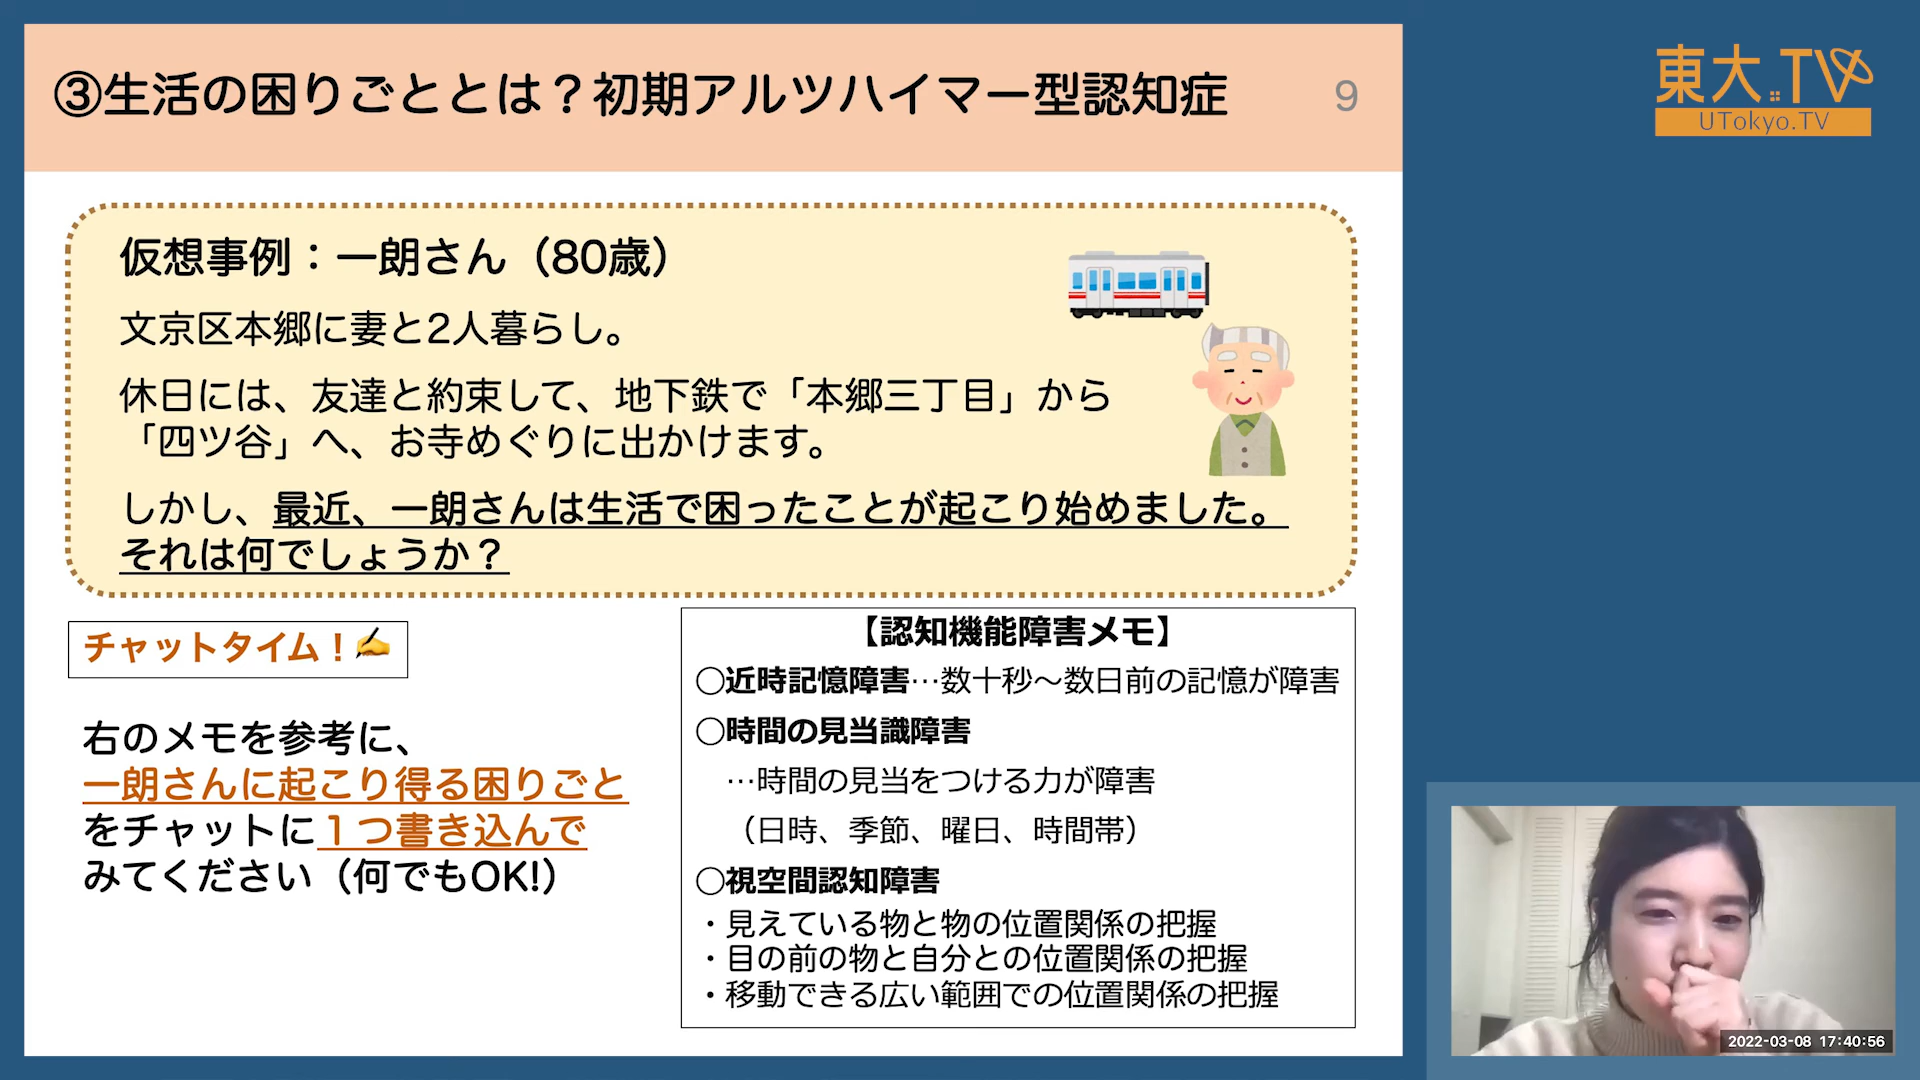 ③生活の困りごととは？初期アルツハイマー型認知症
9
東大TV
UTokyo.TV
仮想事例：一朗さん（80歳）
文京区本郷に妻と2人暮らし。
休日には、友達と約束して、地下鉄で「本郷三丁目」から
「四ツ谷」へ、お寺めぐりに出かけます。
しかし、最近、一朗さんは生活で困ったことが起こり始めました。
それは何でしょうか？
チャットタイム！✍
右のメモを参考に、
一朗さんに起こり得る困りごと
をチャットに１つ書き込んで
みてください（何でもOK!）
【認知機能障害メモ】
○近時記憶障害…数十秒～数日前の記憶が障害
○時間の見当識障害
…時間の見当をつける力が障害
（日時、季節、曜日、時間帯）
○視空間認知障害
・見えている物と物の位置関係の把握
・目の前の物と自分との位置関係の把握
・移動できる広い範囲での位置関係の把握
2022-03-08 17:40:56